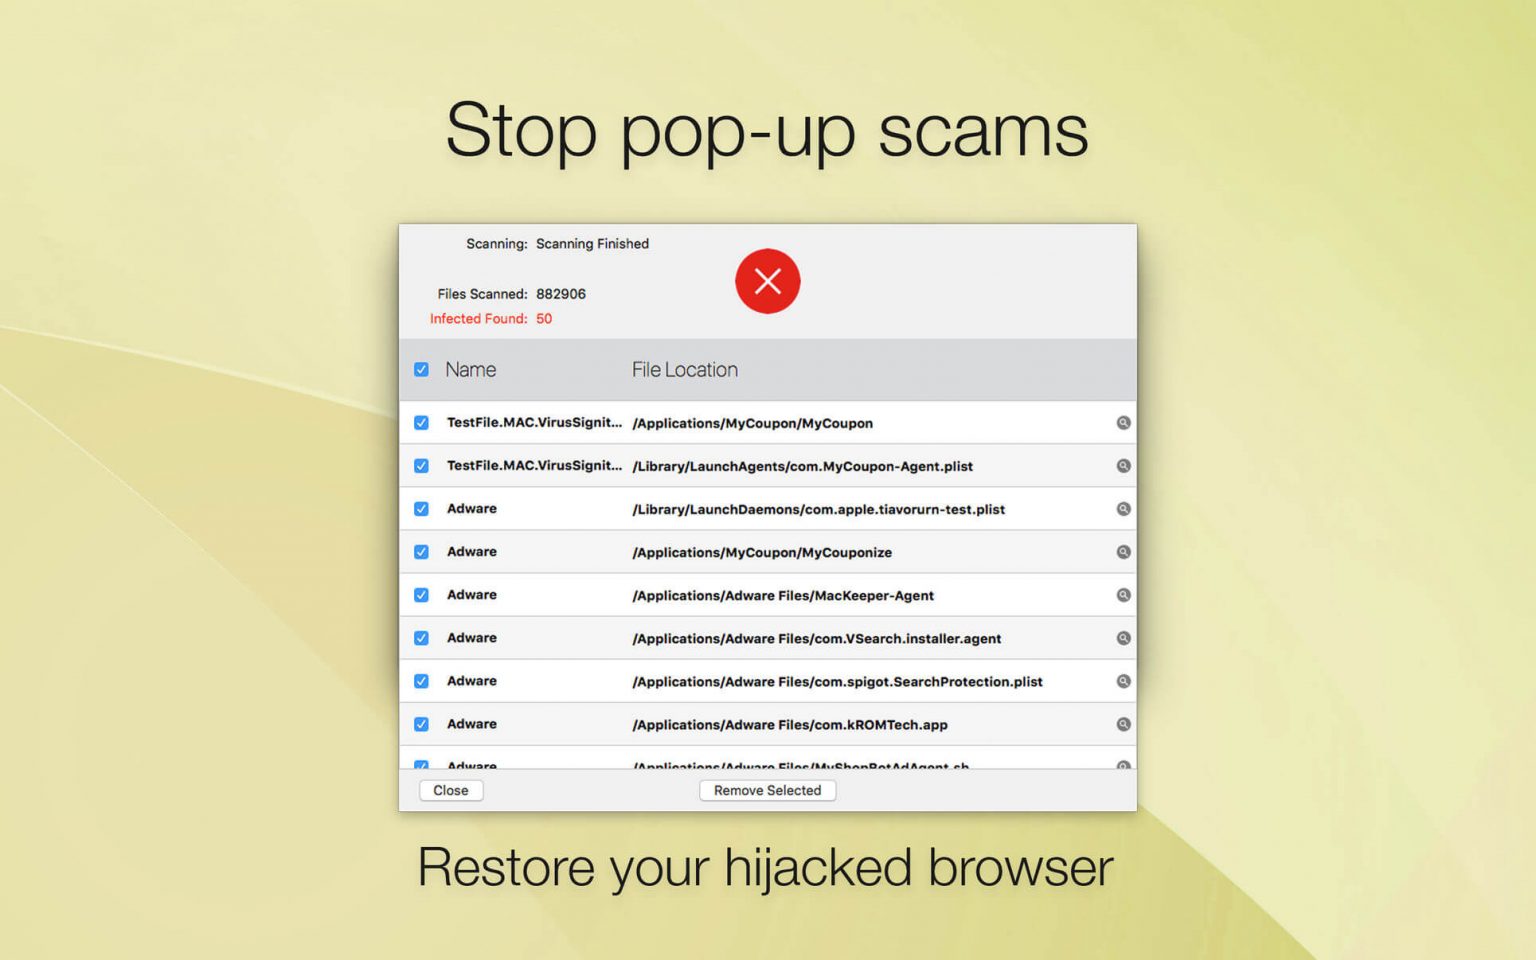 Stop pop-up scams
Scanning: Scanning Finished
Files Scanned: 882906
Infected Found: 50
Name File Location
TestFile.MAC.VirusSignit... /Applications/MyCoupon/MyCoupon
TestFile.MAC.VirusSignit... /Library/LaunchAgents/com.MyCoupon-Agent.plist
Adware /Library/LaunchDaemons/com.apple.tiavorurn-test.plist
Adware /Applications/MyCoupon/MyCouponize
Adware /Applications/Adware Files/MacKeeper-Agent
Adware /Applications/Adware Files/com.VSearch.installer.agent
Adware /Applications/Adware Files/com.spigot.SearchProtection.plist
Adware /Applications/Adware Files/com.kROMTech.app
Adware /Applications/Adware Files/MyShopBotAdAgent.sh
Close Remove Selected
Restore your hijacked browser